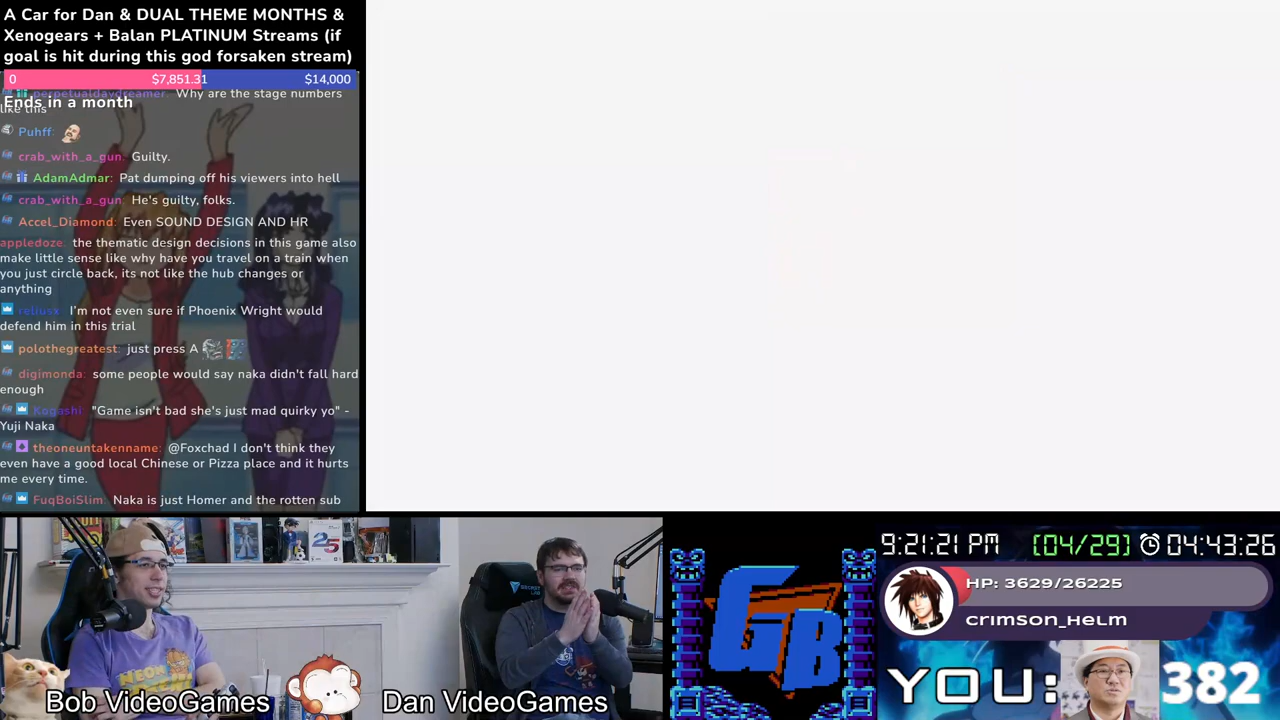 A Car for Dan & DUAL THEME MONTHS &
Xenogears + Balan PLATINUM Streams (if
goal is hit during this god forsaken stream)
0 $7,851.31 $14,000
Ends in a month
perpetualdaydreamer: Why are the stage numbers
like this
Puhff:
crab_with_a_gun: Guilty.
AdamAdmar: Pat dumping off his viewers into hell
crab_with_a_gun: He's guilty, folks.
Accel_Diamond: Even SOUND DESIGN AND HR
appledoze: the thematic design decisions in this game also
make little sense like why have you travel on a train when
you just circle back, its not like the hub changes or
anything
reliusx: I'm not even sure if Phoenix Wright would
defend him in this trial
polothegreatest: just press A
digimonda: some people would say naka didn't fall hard
enough
Kogashi: "Game isn't bad she's just mad quirky yo" -
Yuji Naka
theoneuntakenname: @Foxchad I don't think they
even have a good local Chinese or Pizza place and it hurts
me every time.
FuqBoiSlim: Naka is just Homer and the rotten sub
25
SECRET
LAB
Bob VideoGames
Dan VideoGames
GB
9:21:21 PM [04/29] 04:43:26
HP: 3629/26225
Crimson_Helm
YOU: 382